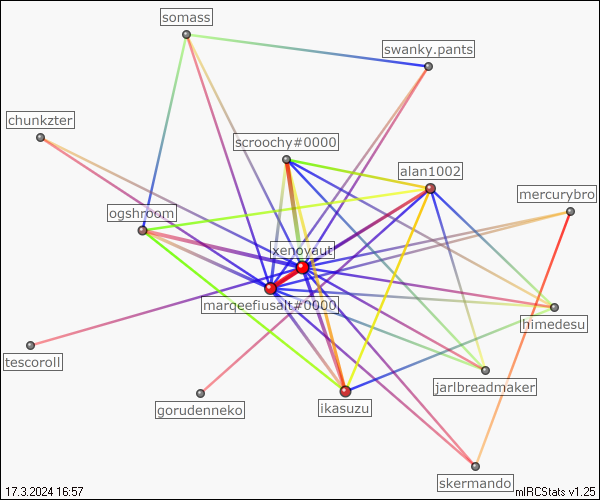 somass
swanky.pants
chunkzter
scroochy#0000
alan1002
mercurybro
ogshroom
xenovaut
marqeefiusalt#0000
himedesu
tescoroll
jarlbreadmaker
gorudenneko
ikasuzu
skermando
17.3.2024 16:57
mIRCStats v1.25